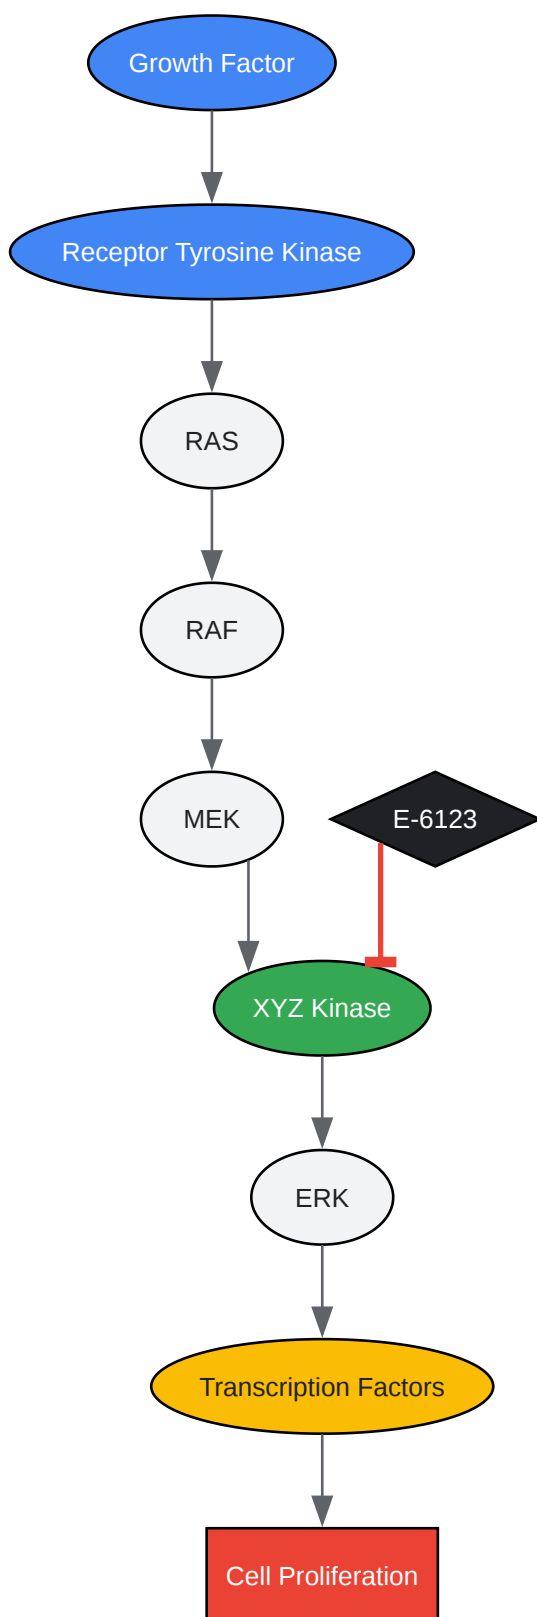 Growth Factor
Receptor Tyrosine Kinase
RAS
RAF
MEK
E-6123
XYZ Kinase
ERK
Transcription Factors
Cell Proliferation